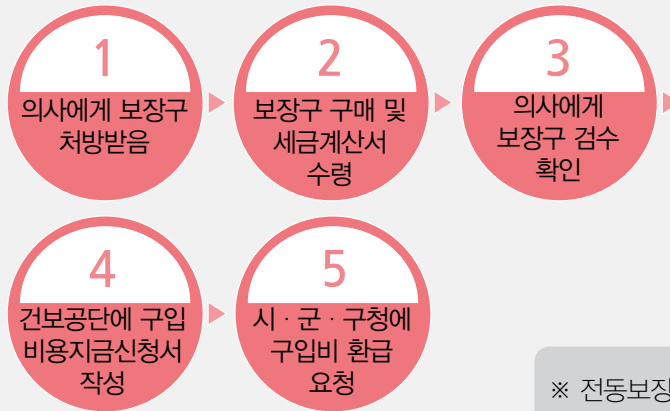 1
의사에게 보장구
처방받음
2
보장구 구매 및
세금계산서
수령
3
의사에게
보장구 검수
확인
4
건보공단에 구입
비용지금신청서
작성
5
시 · 군 · 구청에
구입비 환급
요청
※ 전동보장